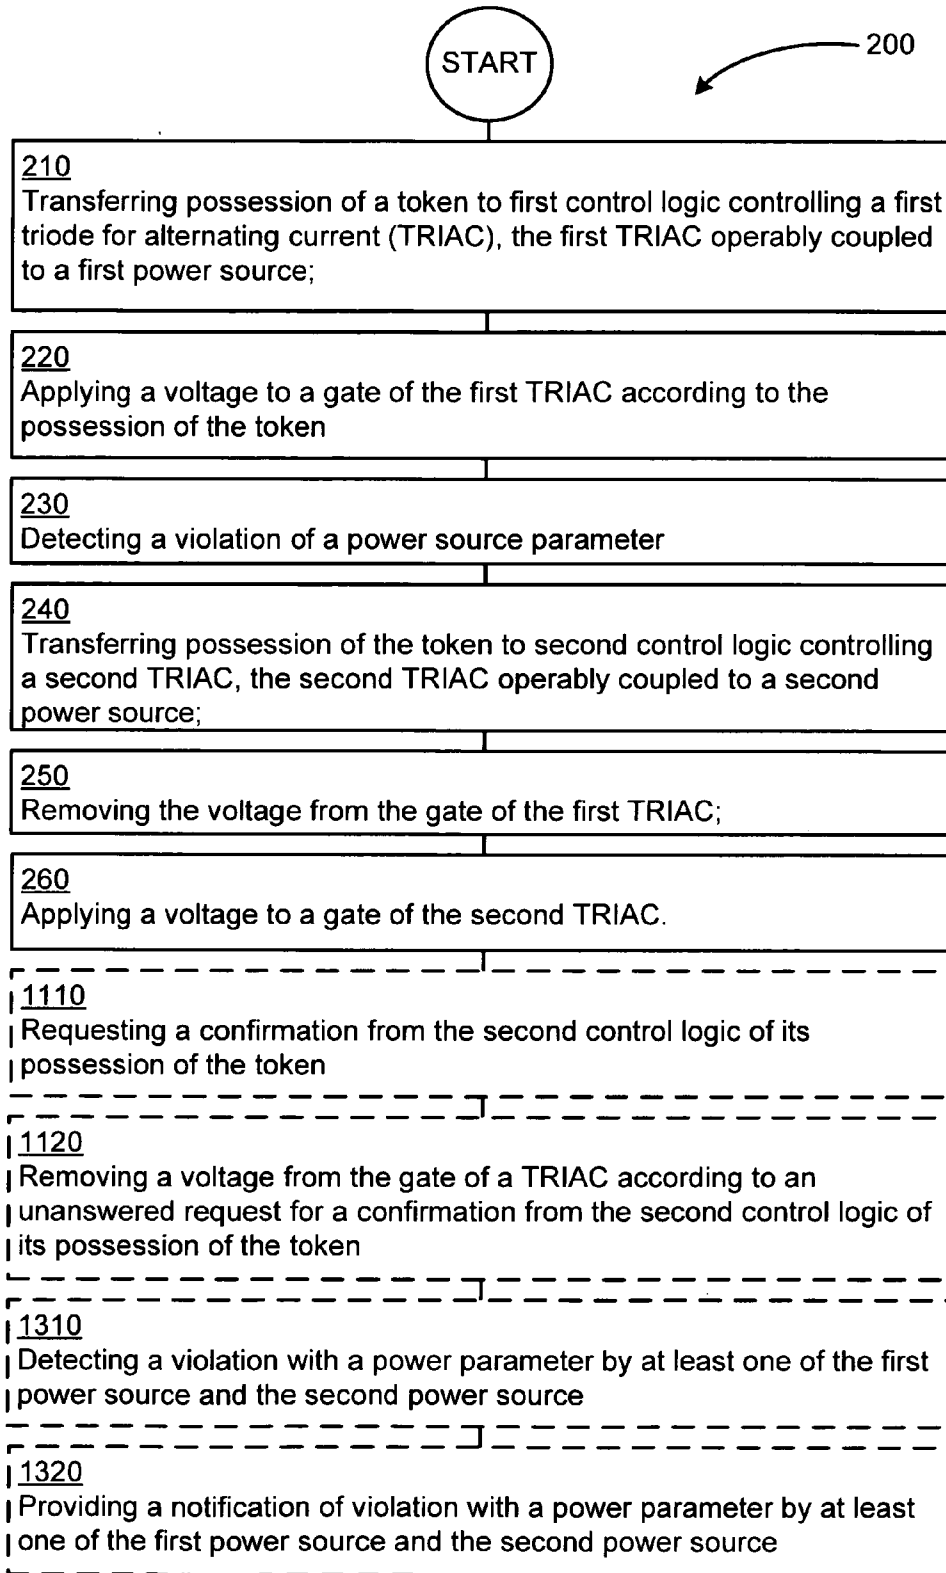 START
200
210
Transferring possession of a token to first control logic controlling a first
triode for alternating current (TRIAC), the first TRIAC operably coupled
to a first power source;
220
Applying a voltage to a gate of the first TRIAC according to the
possession of the token
230
Detecting a violation of a power source parameter
240
Transferring possession of the token to second control logic controlling
a second TRIAC, the second TRIAC operably coupled to a second
power source;
250
Removing the voltage from the gate of the first TRIAC;
260
Applying a voltage to a gate of the second TRIAC.
1110
Requesting a confirmation from the second control logic of its
possession of the token
1120
Removing a voltage from the gate of a TRIAC according to an
unanswered request for a confirmation from the second control logic of
its possession of the token
1310
Detecting a violation with a power parameter by at least one of the first
power source and the second power source
1320
Providing a notification of violation with a power parameter by at least
one of the first power source and the second power source